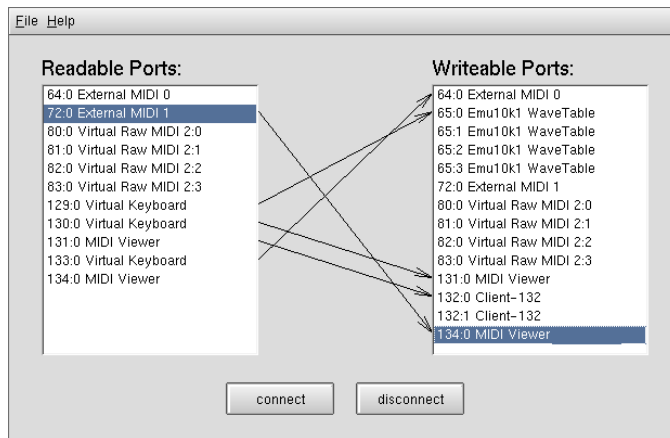 File Help
Readable Ports:
64:0 External MIDI 0
72:0 External MIDI 1
80:0 Virtual Raw MIDI 2:0
81:0 Virtual Raw MIDI 2:1
82:0 Virtual Raw MIDI 2:2
83:0 Virtual Raw MIDI 2:3
129:0 Virtual Keyboard
130:0 Virtual Keyboard
131:0 MIDI Viewer
133:0 Virtual Keyboard
134:0 MIDI Viewer
Writeable Ports:
64:0 External MIDI 0
65:0 Emu10k1 WaveTable
65:1 Emu10k1 WaveTable
65:2 Emu10k1 WaveTable
65:3 Emu10k1 WaveTable
72:0 External MIDI 1
80:0 Virtual Raw MIDI 2:0
81:0 Virtual Raw MIDI 2:1
82:0 Virtual Raw MIDI 2:2
83:0 Virtual Raw MIDI 2:3
131:0 MIDI Viewer
132:0 Client-132
132:1 Client-132
134:0 MIDI Viewer
connect
disconnect